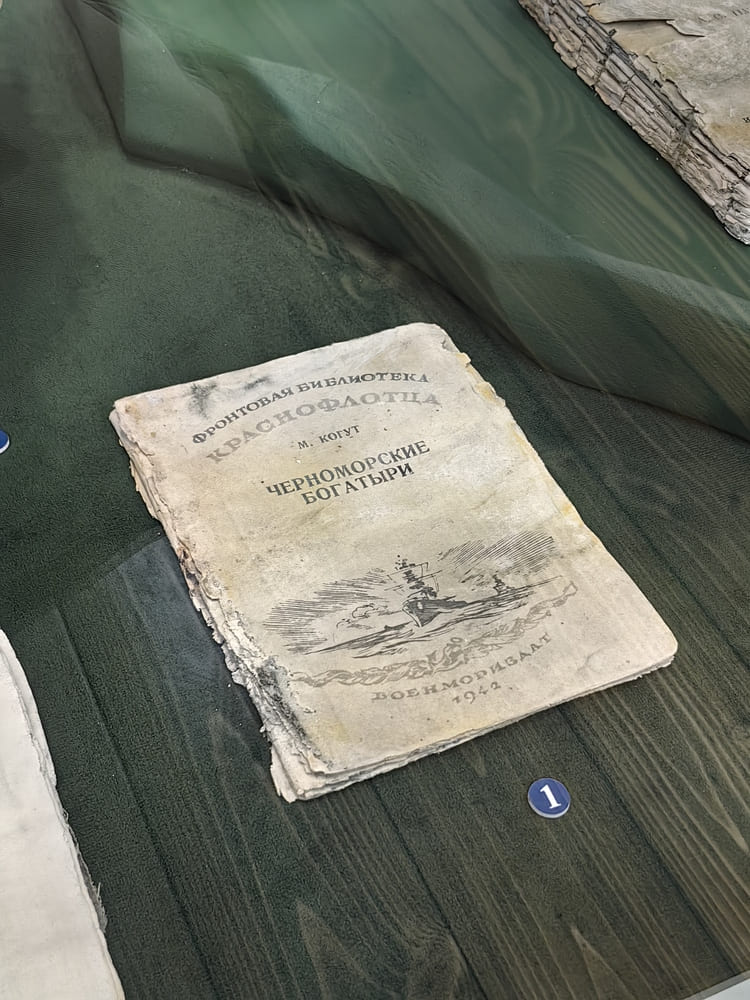 ФРОНТОВАЯ БИБЛИОТЕКА
КРАСНОФЛОТЦА
М. КОГУТ
ЧЕРНОМОРСКИЕ
БОГАТЫРИ
ВОЕНМОРИЗДАТ
1942
1